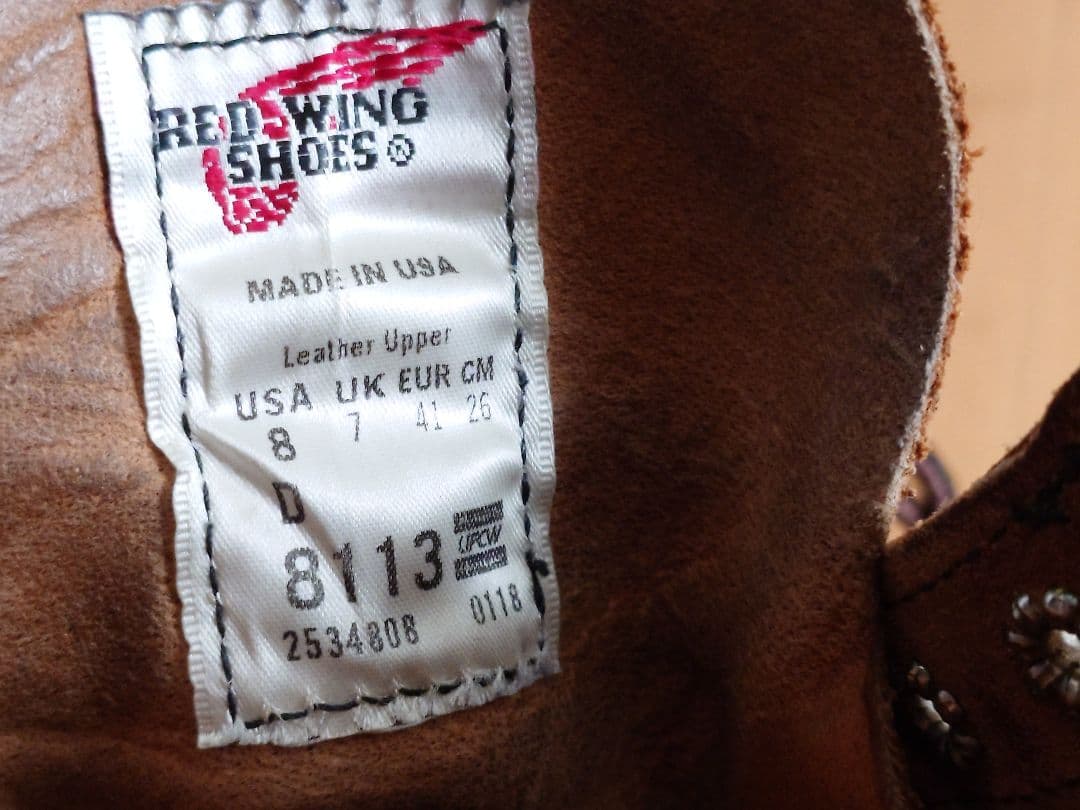 RED WING
SHOES®
MADE IN USA
Leather Upper
USA UK EUR CM
8 7 41 26
D
8113 UFCW
2534808 0118